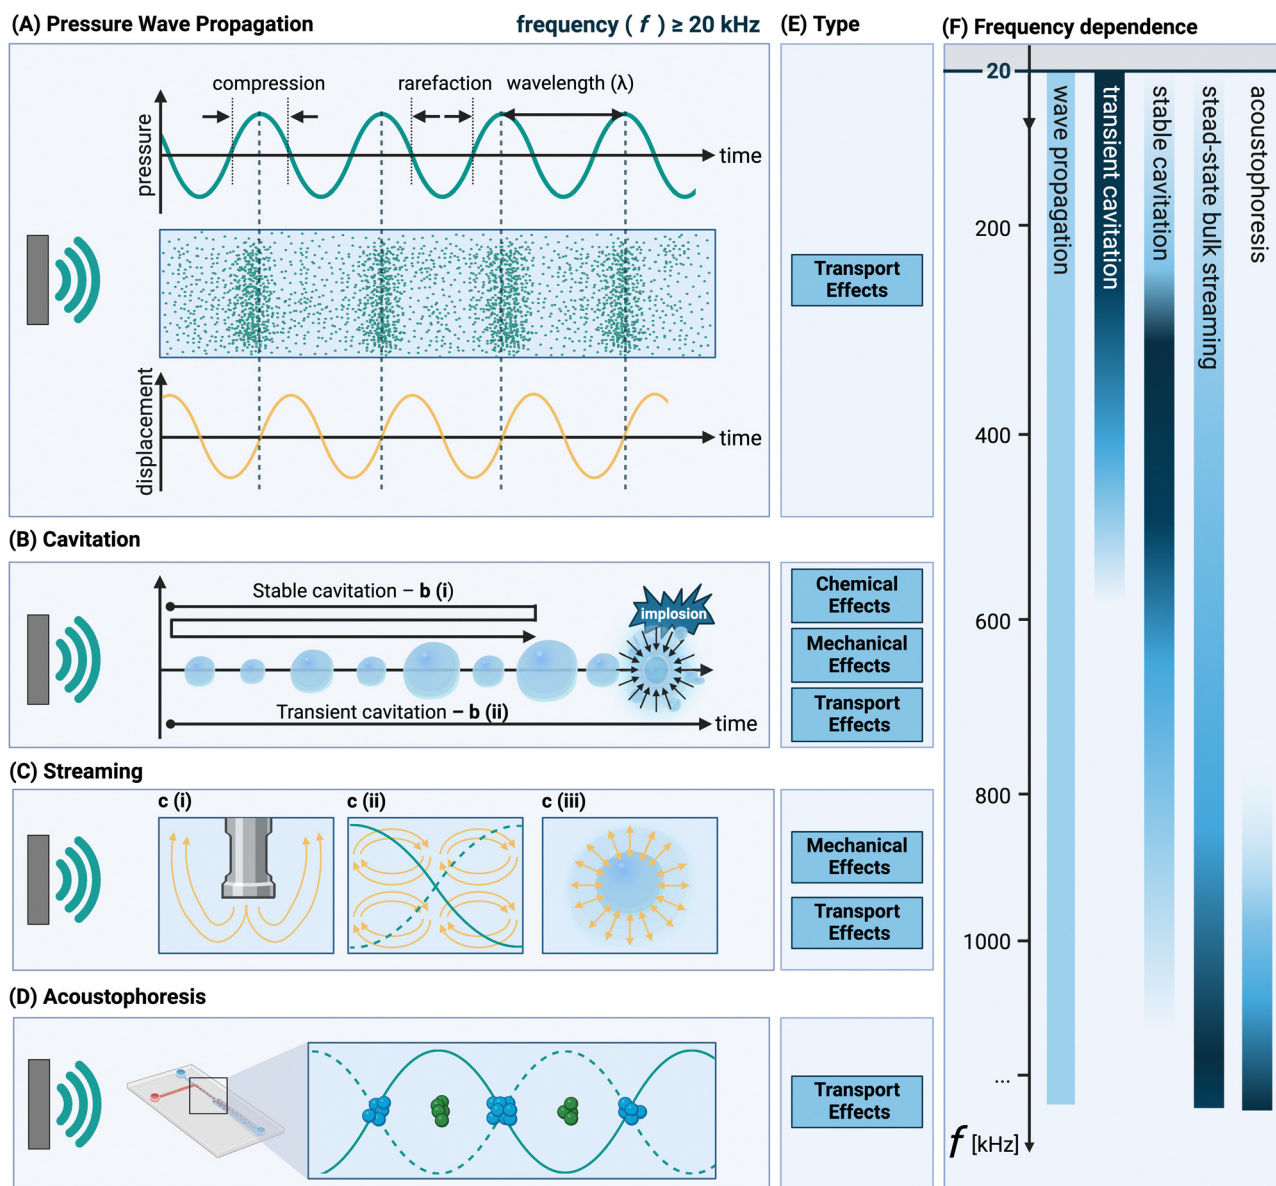 (A) Pressure Wave Propagation
frequency ( f ) ≥ 20 kHz
compression
rarefaction
wavelength (λ)
pressure
time
displacement
time
(B) Cavitation
Stable cavitation – b (i)
implosion
Transient cavitation – b (ii)
time
(C) Streaming
c (i)
c (ii)
c (iii)
(D) Acoustophoresis
(E) Type
Transport
Effects
Chemical
Effects
Mechanical
Effects
Transport
Effects
Mechanical
Effects
Transport
Effects
Transport
Effects
(F) Frequency dependence
20
200
400
600
800
1000
...
f [kHz]
wave propagation
transient cavitation
stable cavitation
stead-state bulk streaming
acoustophoresis